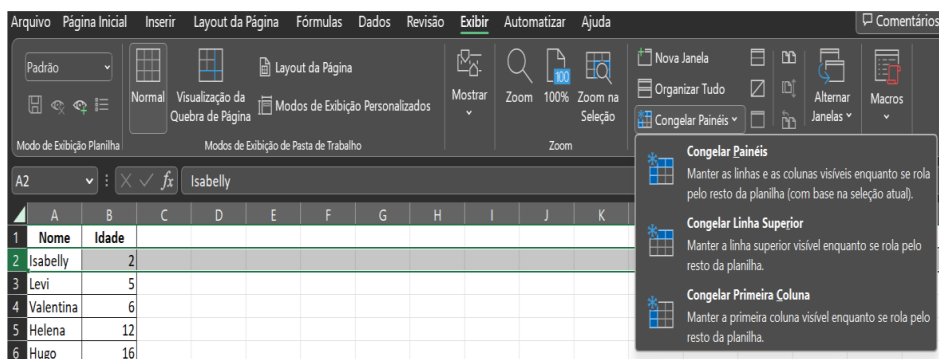 Arquivo Página Inicial Inserir Layout da Página Fórmulas Dados Revisão Exibir Automatizar Ajuda Comentários
Padrão
Normal
Visualização da
Quebra de Página
Layout da Página
Modos de Exibição Personalizados
Mostrar
Zoom
100
100%
Zoom na
Seleção
Nova Janela
Organizar Tudo
Congelar Painéis
Alternar
Janelas
Macros
Modo de Exibição Planilha
Modos de Exibição de Pasta de Trabalho
Zoom
Congelar Painéis
Manter as linhas e as colunas visíveis enquanto se rola
pelo resto da planilha (com base na seleção atual).
Congelar Linha Superior
Manter a linha superior visível enquanto se rola pelo
resto da planilha.
Congelar Primeira Coluna
Manter a primeira coluna visível enquanto se rola pelo
resto da planilha.
A2 fx Isabelly
A B C D E F G H I J K
1 Nome Idade
2 Isabelly 2
3 Levi 5
4 Valentina 6
5 Helena 12
6 Hugo 16